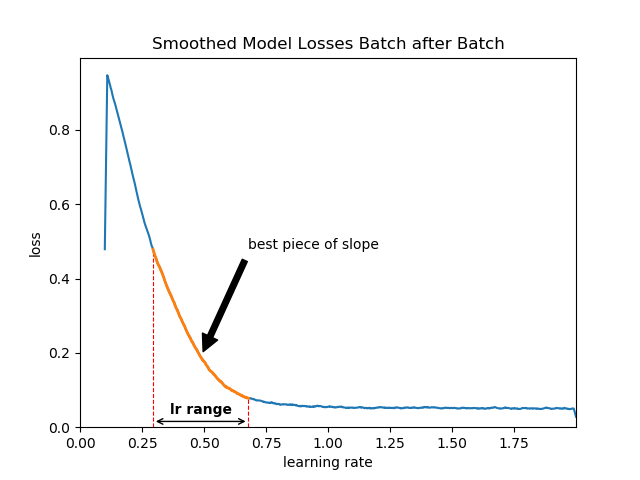 Smoothed Model Losses Batch after Batch
0.8
0.6
loss
0.4
0.2
0.0
best piece of slope
lr range
0.00 0.25 0.50 0.75 1.00 1.25 1.50 1.75
learning rate